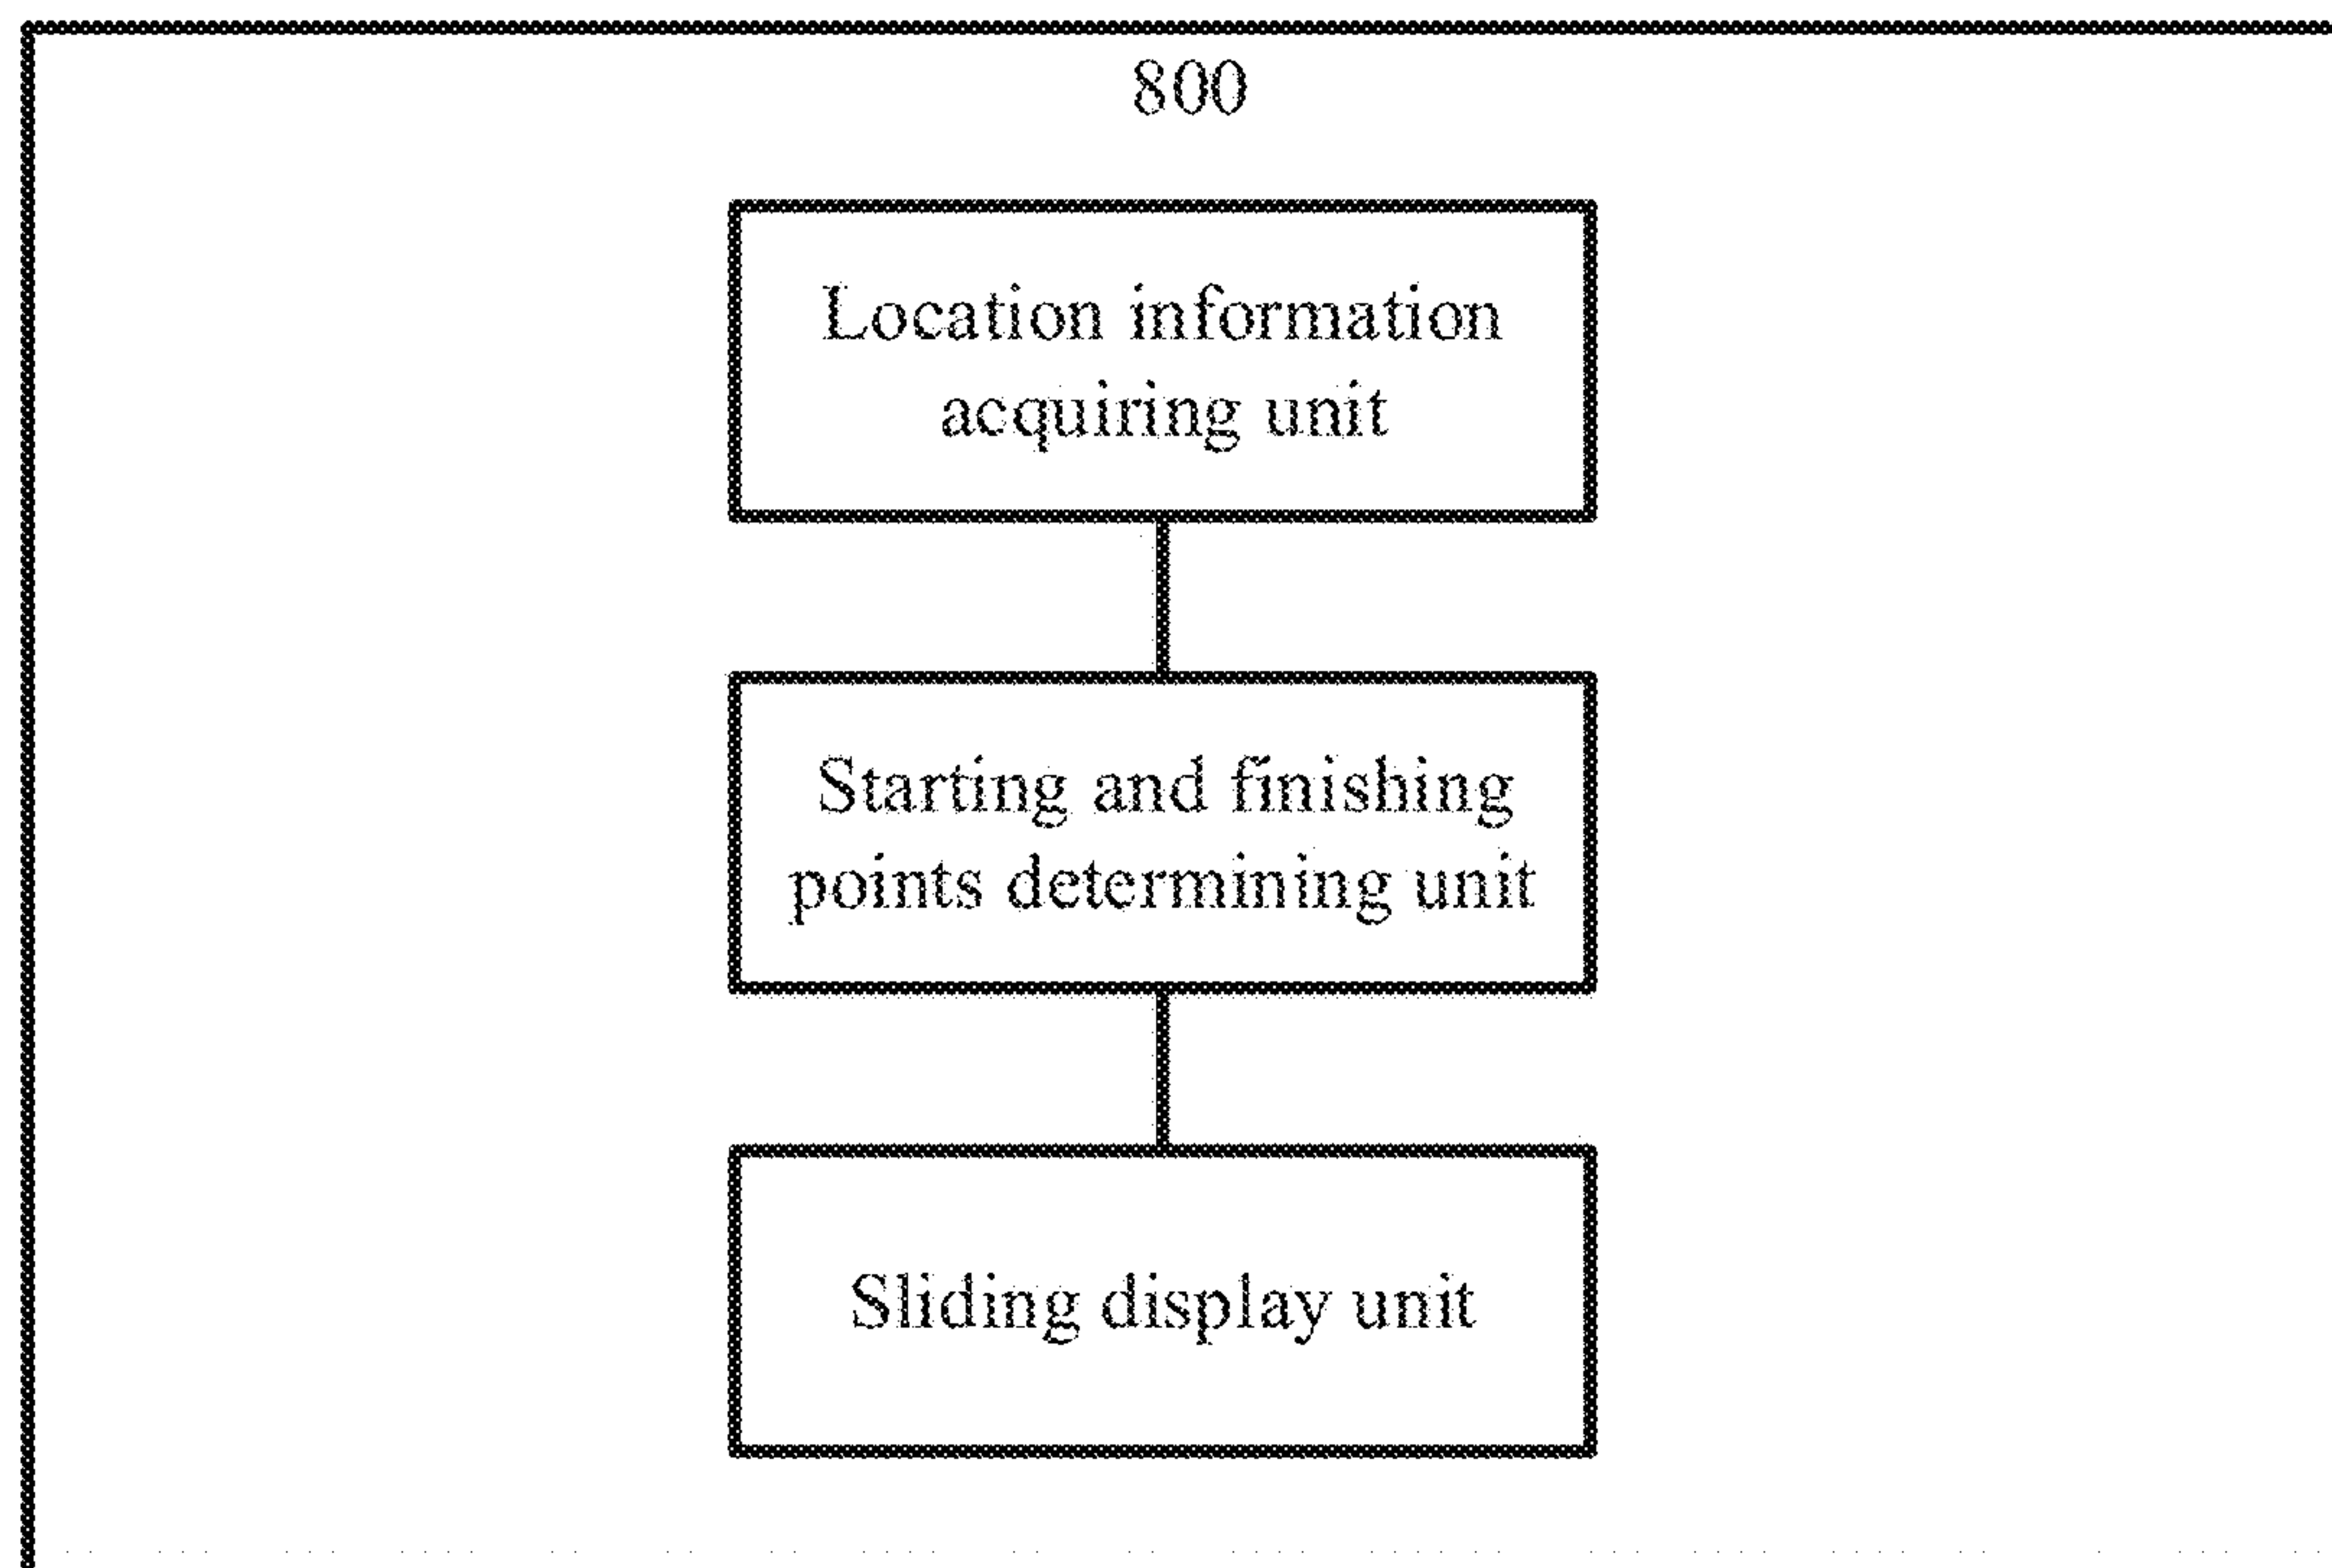 800
Location information
acquiring unit
Starting and finishing
points determining unit
Sliding display unit